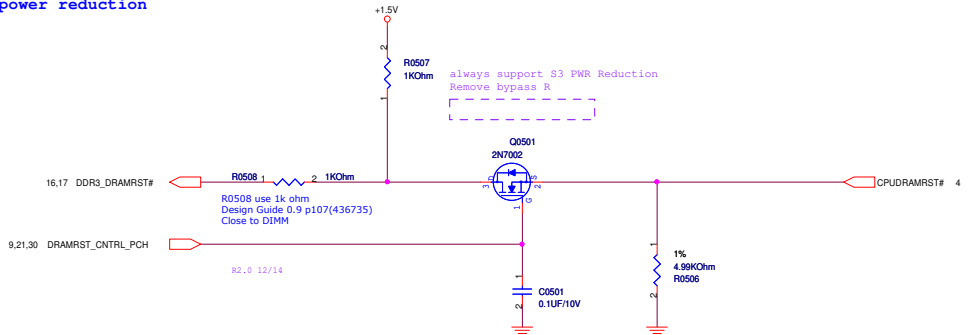 power reduction
+1.5V
2
R0507
1KOhm
1
always support S3 PWR Reduction
Remove bypass R
Q0501
2N7002
16,17 DDR3_DRAMRST#
R0508 1
2 1KOhm
3 D
S 2
1 G
CPUDRAMRST# 4
R0508 use 1k ohm
Design Guide 0.9 p107(436735)
Close to DIMM
9,21,30 DRAMRST_CNTRL_PCH
R2.0 12/14
1
C0501
0.1UF/10V
2
1
1%
4.99KOhm
R0506
2